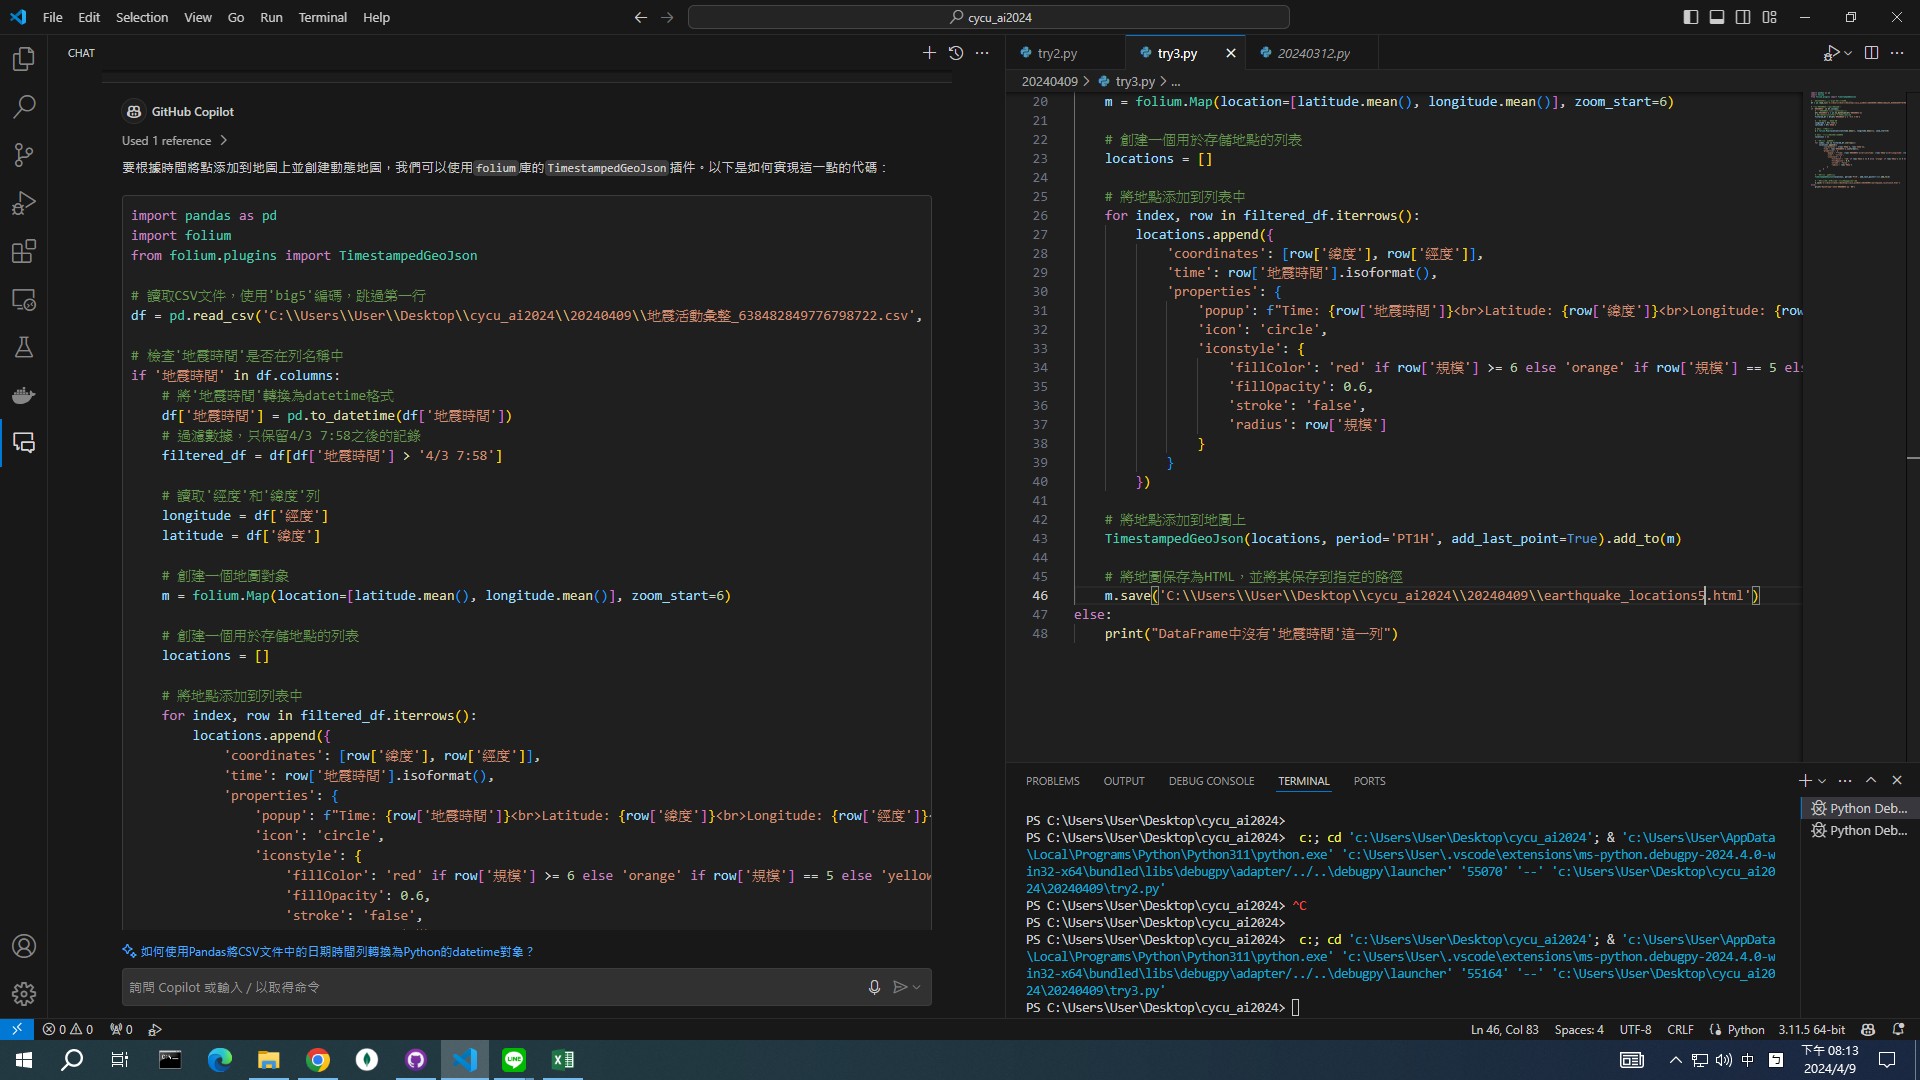 File Edit Selection View Go Run Terminal Help
cycu_ai2024
CHAT
GitHub Copilot
Used 1 reference
要根據時間將點添加到地圖上並創建動態地圖，我們可以使用folium庫的TimestampedGeoJson插件。以下是如何實現這一點的代碼：
import pandas as pd
import folium
from folium.plugins import TimestampedGeoJson
# 讀取CSV文件，使用'big5'編碼，跳過第一行
df = pd.read_csv('C:\\Users\\User\\Desktop\\cycu_ai2024\\20240409\\地震活動彙整_638482849776798722.csv',
# 檢查'地震時間'是否在列名稱中
if '地震時間' in df.columns:
# 將'地震時間'轉換為datetime格式
df['地震時間'] = pd.to_datetime(df['地震時間'])
# 過濾數據，只保留4/3 7:58之後的記錄
filtered_df = df[df['地震時間'] > '4/3 7:58']
# 讀取'經度'和'緯度'列
longitude = df['經度']
latitude = df['緯度']
# 創建一個地圖對象
m = folium.Map(location=[latitude.mean(), longitude.mean()], zoom_start=6)
# 創建一個用於存儲地點的列表
locations = []
# 將地點添加到列表中
for index, row in filtered_df.iterrows():
locations.append({
'coordinates': [row['緯度'], row['經度']],
'time': row['地震時間'].isoformat(),
'properties': {
'popup': f"Time: {row['地震時間']}<br>Latitude: {row['緯度']}<br>Longitude: {row['經度']}<
'icon': 'circle',
'iconstyle': {
'fillColor': 'red' if row['規模'] >= 6 else 'orange' if row['規模'] == 5 else 'yellow
'fillOpacity': 0.6,
'stroke': 'false',
如何使用Pandas將CSV文件中的日期時間列轉換為Python的datetime對象？
詢問 Copilot 或輸入 / 以取得命令
try2.py try3.py 20240312.py
20240409 > try3.py > ...
20 m = folium.Map(location=[latitude.mean(), longitude.mean()], zoom_start=6)
21
22 # 創建一個用於存儲地點的列表
23 locations = []
24
25 # 將地點添加到列表中
26 for index, row in filtered_df.iterrows():
27 locations.append({
28 'coordinates': [row['緯度'], row['經度']],
29 'time': row['地震時間'].isoformat(),
30 'properties': {
31 'popup': f"Time: {row['地震時間']}<br>Latitude: {row['緯度']}<br>Longitude: {row
32 'icon': 'circle',
33 'iconstyle': {
34 'fillColor': 'red' if row['規模'] >= 6 else 'orange' if row['規模'] == 5 els
35 'fillOpacity': 0.6,
36 'stroke': 'false',
37 'radius': row['規模']
38 }
39 }
40 })
41
42 # 將地點添加到地圖上
43 TimestampedGeoJson(locations, period='PT1H', add_last_point=True).add_to(m)
44
45 # 將地圖保存為HTML，並將其保存到指定的路徑
46 m.save('C:\\Users\\User\\Desktop\\cycu_ai2024\\20240409\\earthquake_locations5.html')
47 else:
48 print("DataFrame中沒有'地震時間'這一列")
PROBLEMS OUTPUT DEBUG CONSOLE TERMINAL PORTS
PS C:\Users\User\Desktop\cycu_ai2024>
PS C:\Users\User\Desktop\cycu_ai2024> c:; cd 'c:\Users\User\Desktop\cycu_ai2024'; & 'c:\Users\User\AppData
\Local\Programs\Python\Python311\python.exe' 'c:\Users\User\.vscode\extensions\ms-python.debugpy-2024.4.0-w
in32-x64\bundled\libs\debugpy\adapter/../..\debugpy\launcher' '55070' '--' 'c:\Users\User\Desktop\cycu_ai20
24\20240409\try2.py'
PS C:\Users\User\Desktop\cycu_ai2024> ^C
PS C:\Users\User\Desktop\cycu_ai2024>
PS C:\Users\User\Desktop\cycu_ai2024> c:; cd 'c:\Users\User\Desktop\cycu_ai2024'; & 'c:\Users\User\AppData
\Local\Programs\Python\Python311\python.exe' 'c:\Users\User\.vscode\extensions\ms-python.debugpy-2024.4.0-w
in32-x64\bundled\libs\debugpy\adapter/../..\debugpy\launcher' '55164' '--' 'c:\Users\User\Desktop\cycu_ai20
24\20240409\try3.py'
PS C:\Users\User\Desktop\cycu_ai2024>
Python Deb...
Python Deb...
0 0 0
Ln 46, Col 83 Spaces: 4 UTF-8 CRLF Python 3.11.5 64-bit
LINE
中
下午 08:13
2024/4/9